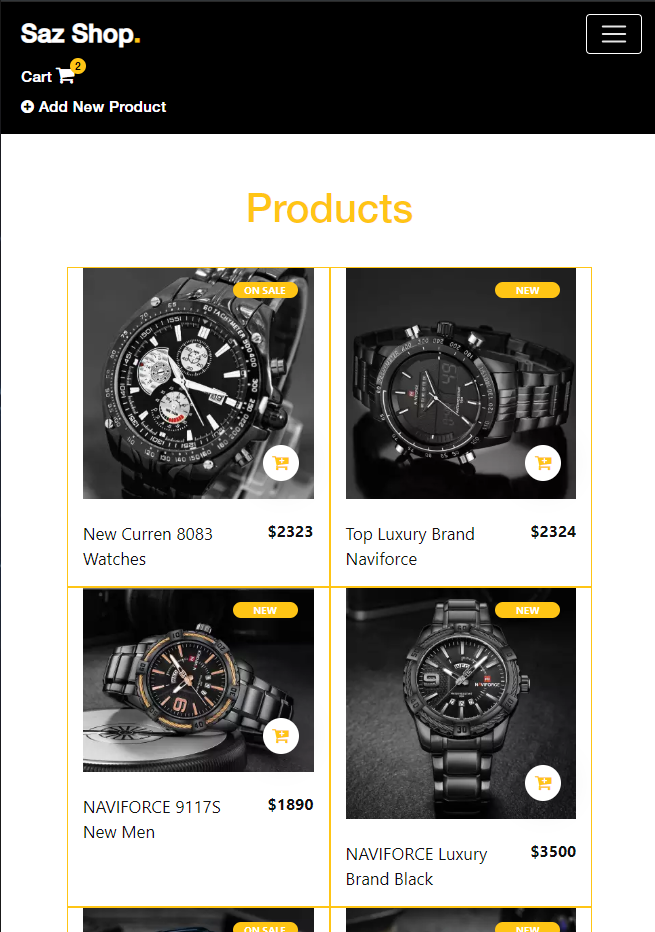 Saz Shop.
Cart 2
Add New Product
Products
ON SALE
NEW
New Curren 8083
Watches
$2323
Top Luxury Brand
Naviforce
$2324
NEW
NEW
NAVIFORCE
NAVIFORCE 9117S
New Men
$1890
NAVIFORCE Luxury
Brand Black
$3500
ON SALE
NEW